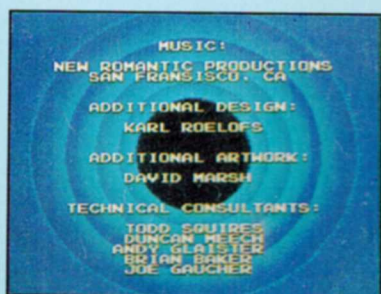 MUSIC:
NEW ROMANTIC PRODUCTIONS
SAN FRANSISCO. CA
ADDITIONAL DESIGN:
KARL ROELOFS
ADDITIONAL ARTWORK:
DAVID MARSH
TECHNICAL CONSULTANTS:
TODD SQUIRES
DUNCAN MEECH
ANDY GLAISTER
BRIAN BAKER
JOE GAUCHER